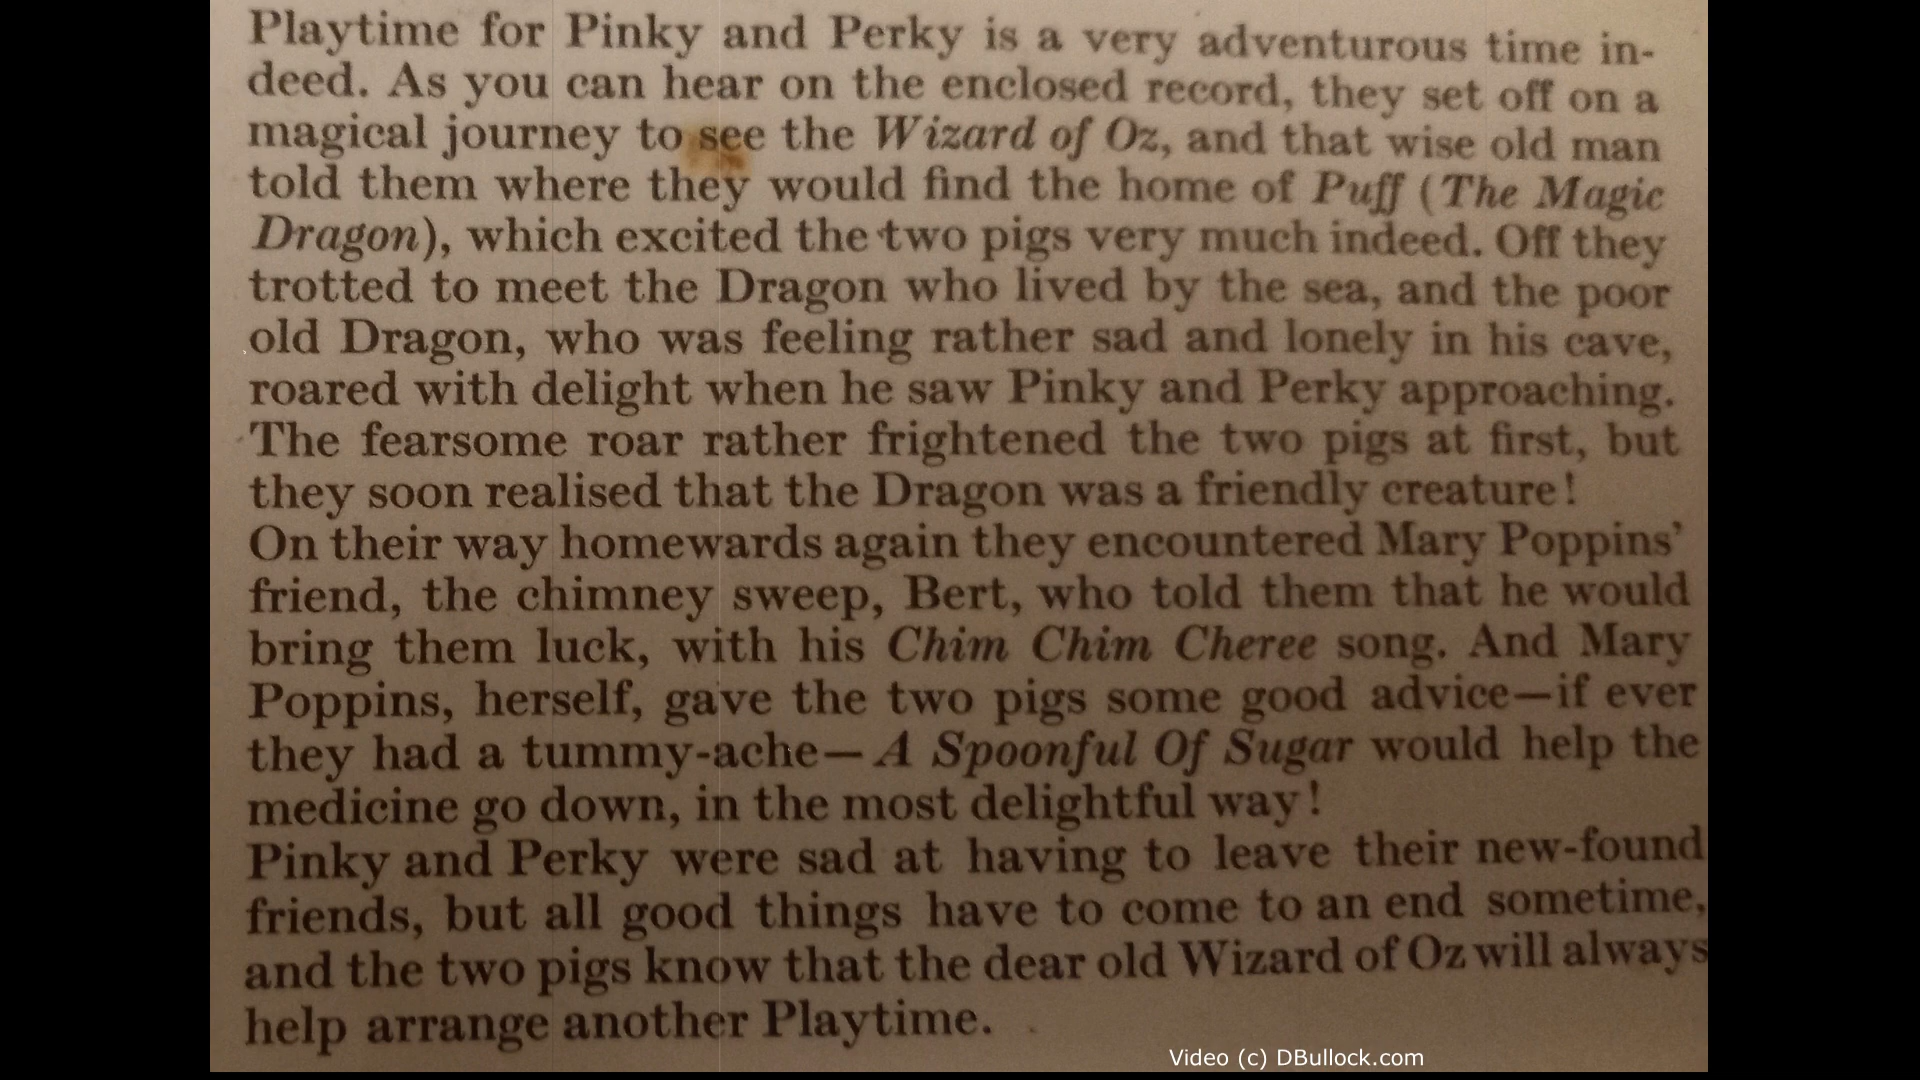 Playtime for Pinky and Perky is a very adventurous time in-
deed. As you can hear on the enclosed record, they set off on a
magical journey to see the Wizard of Oz, and that wise old man
told them where they would find the home of Puff (The Magic
Dragon), which excited the two pigs very much indeed. Off they
trotted to meet the Dragon who lived by the sea, and the poor
old Dragon, who was feeling rather sad and lonely in his cave,
roared with delight when he saw Pinky and Perky approaching.
The fearsome roar rather frightened the two pigs at first, but
they soon realised that the Dragon was a friendly creature!
On their way homewards again they encountered Mary Poppins'
friend, the chimney sweep, Bert, who told them that he would
bring them luck, with his Chim Chim Cheree song. And Mary
Poppins, herself, gave the two pigs some good advice—if ever
they had a tummy-ache—A Spoonful Of Sugar would help the
medicine go down, in the most delightful way!
Pinky and Perky were sad at having to leave their new-found
friends, but all good things have to come to an end sometime,
and the two pigs know that the dear old Wizard of Oz will always
help arrange another Playtime.
Video (c) DBullock.com